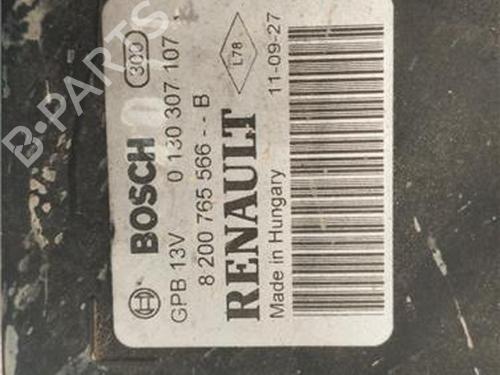 300
BOSCH
GPB 13V 0 130 307 107
8 200 765 566 - - B
RENAULT
L78
Made in Hungary 11-09-27
B-PARTS